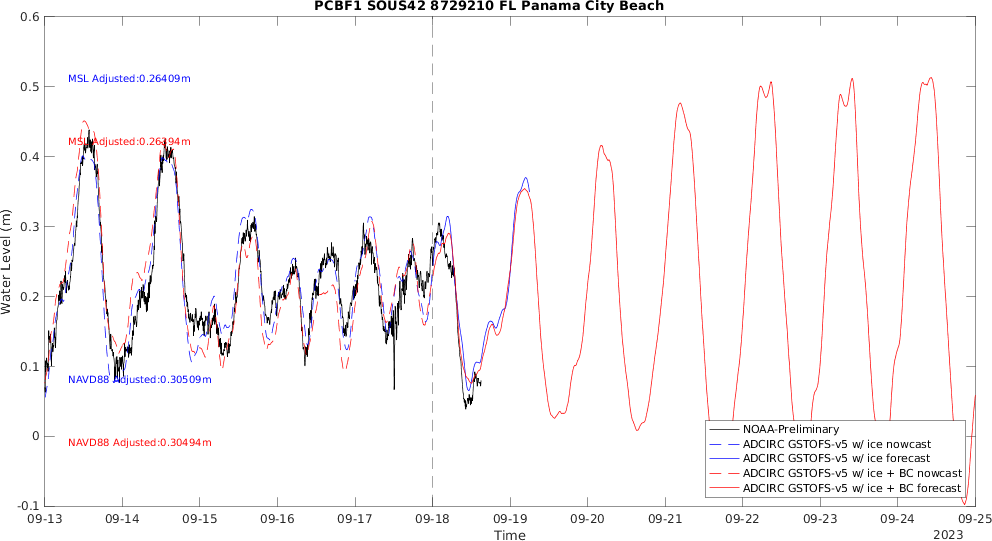 PCBF1 SOUS42 8729210 FL Panama City Beach
0.6
0.5
0.4
0.3
0.2
0.1
0
-0.1
Water Level (m)
MSL Adjusted:0.26409m
MSL Adjusted:0.26394m
NAVD88 Adjusted:0.30509m
NAVD88 Adjusted:0.30494m
NOAA-Preliminary
ADCIRC GSTOFS-v5 w/ ice nowcast
ADCIRC GSTOFS-v5 w/ ice forecast
ADCIRC GSTOFS-v5 w/ ice + BC nowcast
ADCIRC GSTOFS-v5 w/ ice + BC forecast
09-13 09-14 09-15 09-16 09-17 09-18 09-19 09-20 09-21 09-22 09-23 09-24 09-25
Time
2023